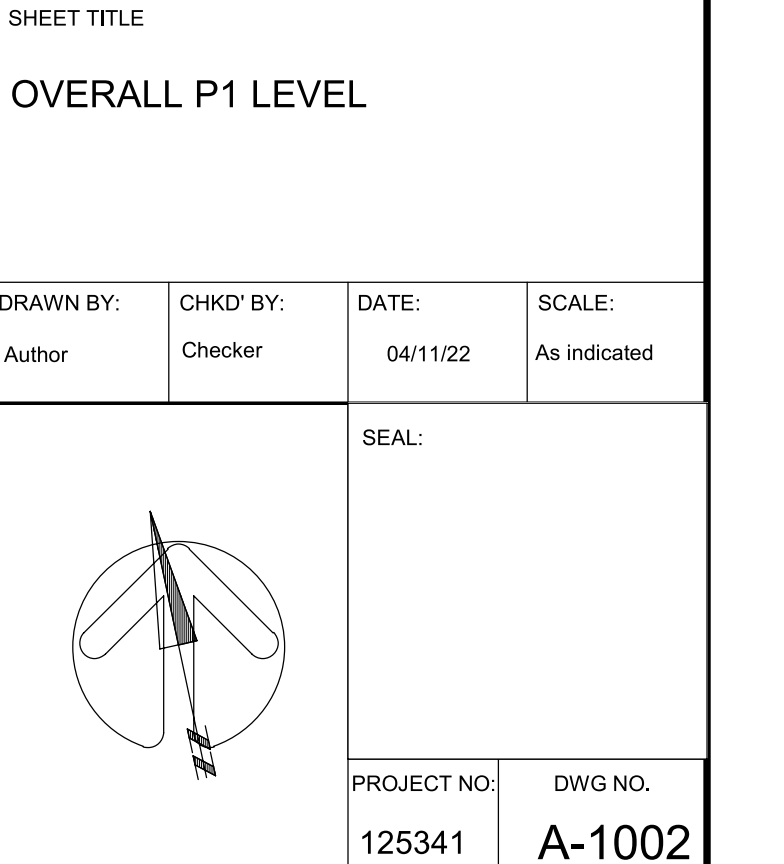 SHEET TITLE
OVERALL P1 LEVEL
DRAWN BY:
Author
CHKD' BY:
Checker
DATE:
04/11/22
SCALE:
As indicated
SEAL:
PROJECT NO:
125341
DWG NO.
A-1002